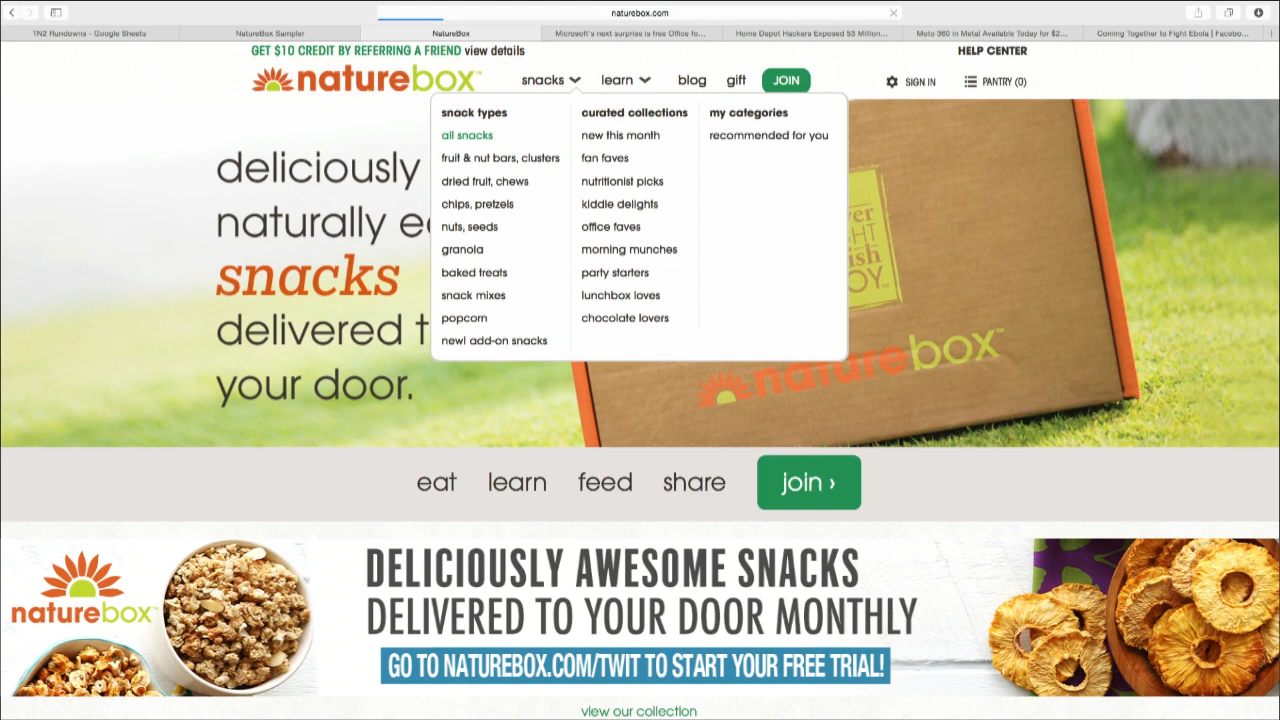 naturebox.com
TN2 Rundowns - Google Sheets
NatureBox Sampler
NatureBox
Microsoft's next surprise is free Office fo...
Home Depot Hackers Exposed 53 Million...
Moto 360 in Metal Available Today for $2...
Coming Together to Fight Ebola | Facebo...
GET $10 CREDIT BY REFERRING A FRIEND view details
HELP CENTER
naturebox™
snacks
learn
blog
gift
JOIN
SIGN IN
PANTRY (0)
snack types
all snacks
fruit & nut bars, clusters
dried fruit, chews
chips, pretzels
nuts, seeds
granola
baked treats
snack mixes
popcorn
new! add-on snacks
curated collections
new this month
fan faves
nutritionist picks
kiddie delights
office faves
morning munches
party starters
lunchbox loves
chocolate lovers
my categories
recommended for you
deliciously
naturally
snacks
delivered
your door.
naturebox™
eat learn feed share join ›
naturebox™
DELICIOUSLY AWESOME SNACKS
DELIVERED TO YOUR DOOR MONTHLY
GO TO NATUREBOX.COM/TWIT TO START YOUR FREE TRIAL!
view our collection